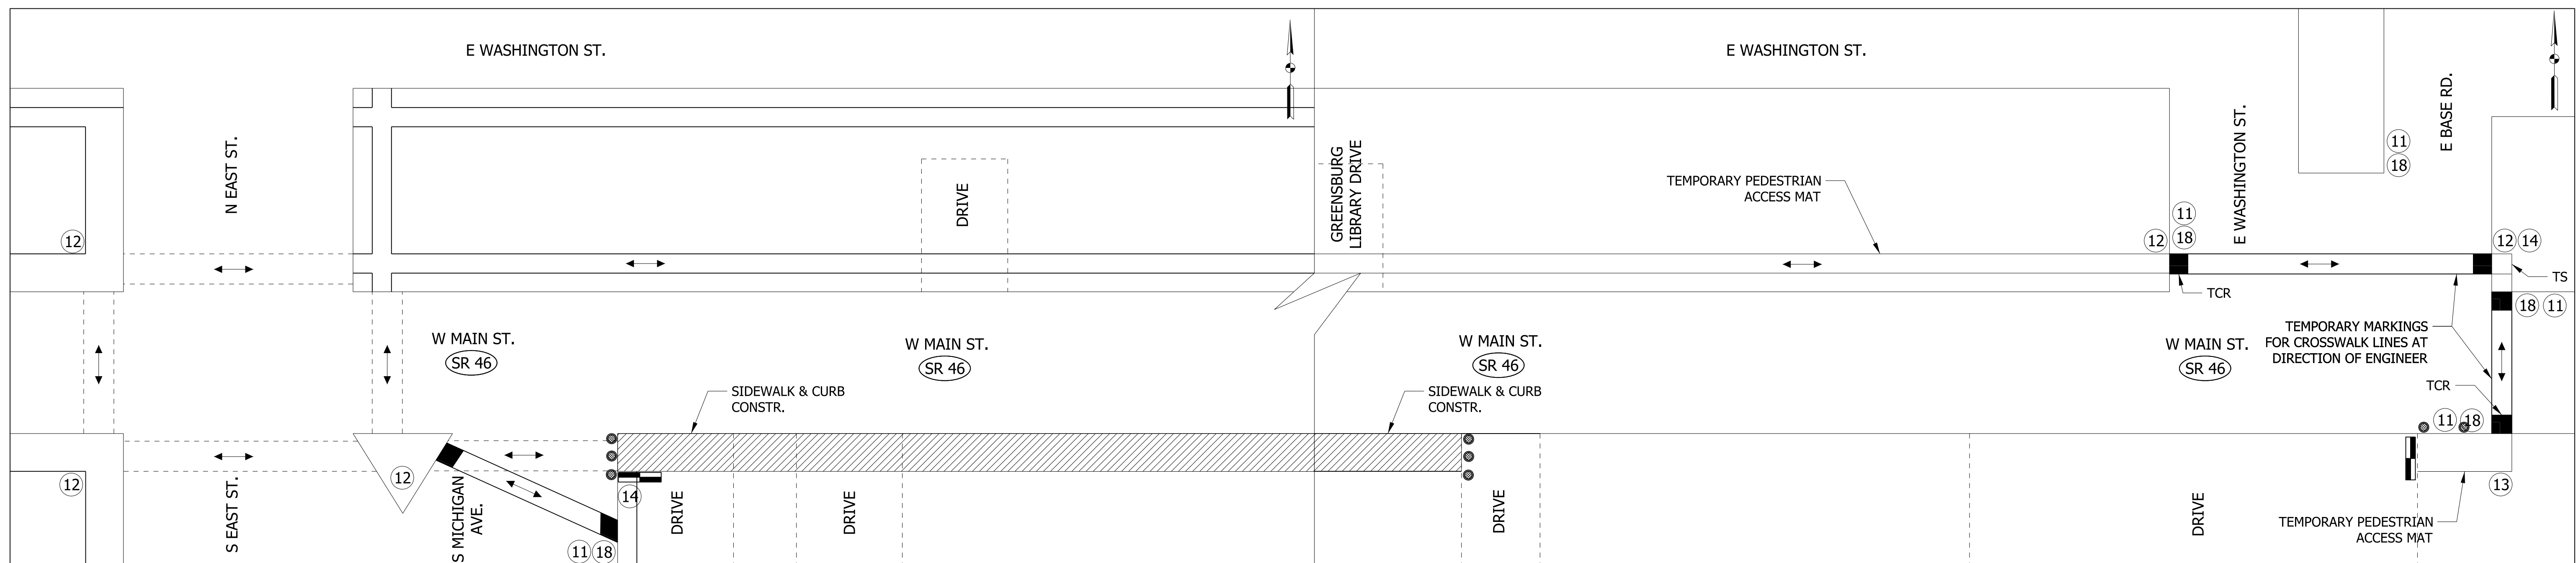 E WASHINGTON ST.
E WASHINGTON ST.
N EAST ST.
DRIVE
GREENSBURG
LIBRARY DRIVE
TEMPORARY PEDESTRIAN
ACCESS MAT
E WASHINGTON ST.
E BASE RD.
11
18
11
18
12
12
12
14
TS
TCR
18
11
W MAIN ST.
SR 46
W MAIN ST.
SR 46
W MAIN ST.
SR 46
W MAIN ST.
SR 46
TEMPORARY MARKINGS
FOR CROSSWALK LINES AT
DIRECTION OF ENGINEER
TCR
SIDEWALK & CURB
CONSTR.
SIDEWALK & CURB
CONSTR.
11
18
12
12
14
13
S EAST ST.
S MICHIGAN
AVE.
DRIVE
DRIVE
DRIVE
DRIVE
11
18
TEMPORARY PEDESTRIAN
ACCESS MAT